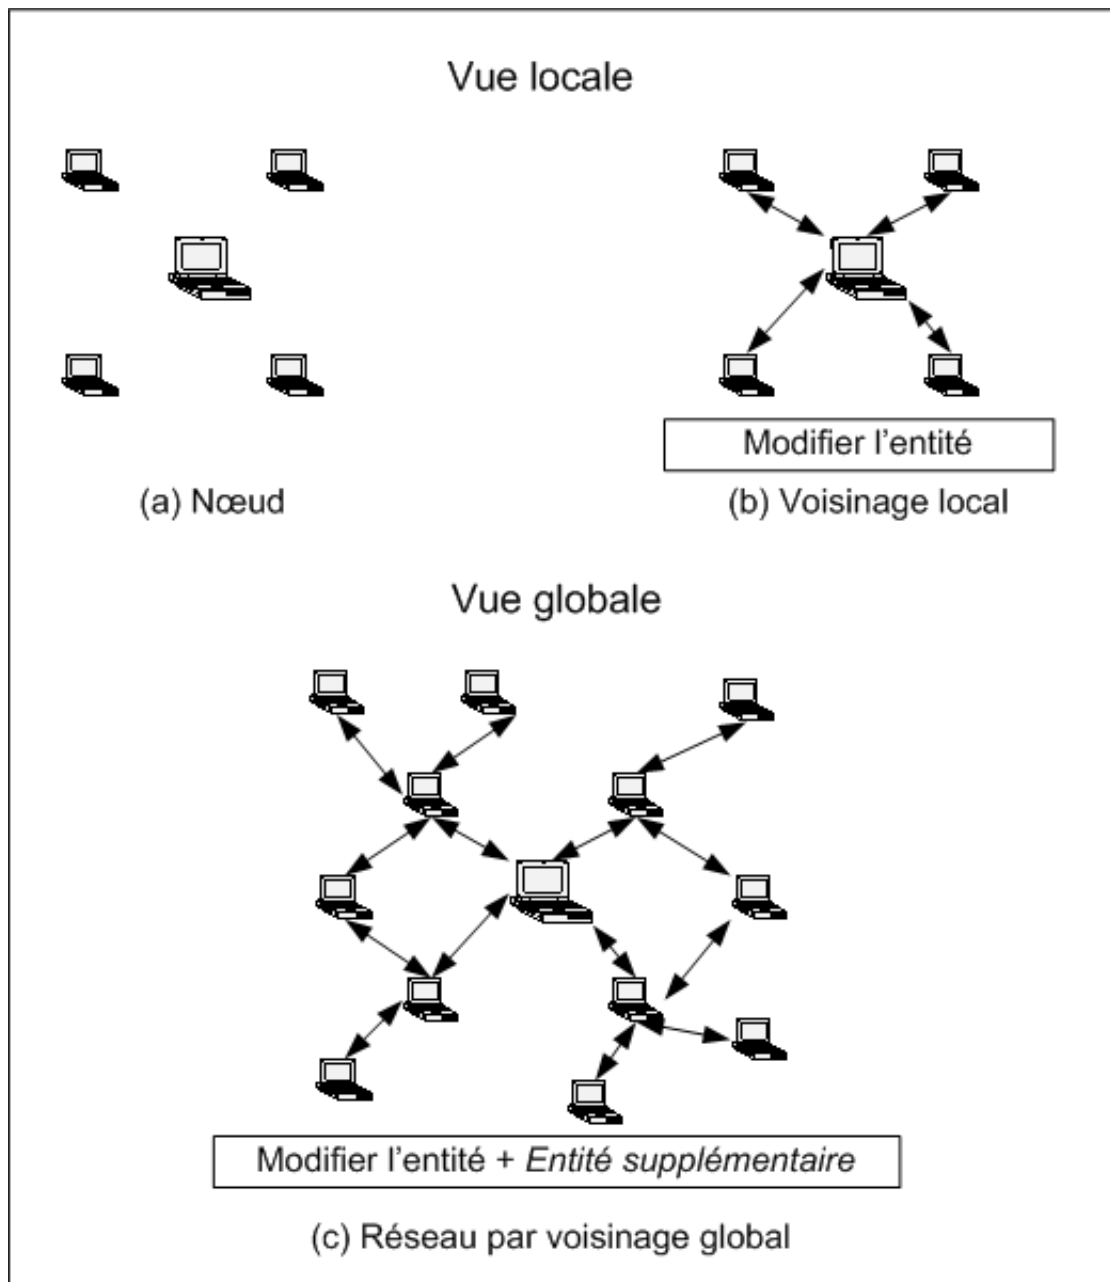 Vue locale
Modifier l'entité
(a) Nœud
(b) Voisinage local
Vue globale
Modifier l'entité + Entité supplémentaire
(c) Réseau par voisinage global